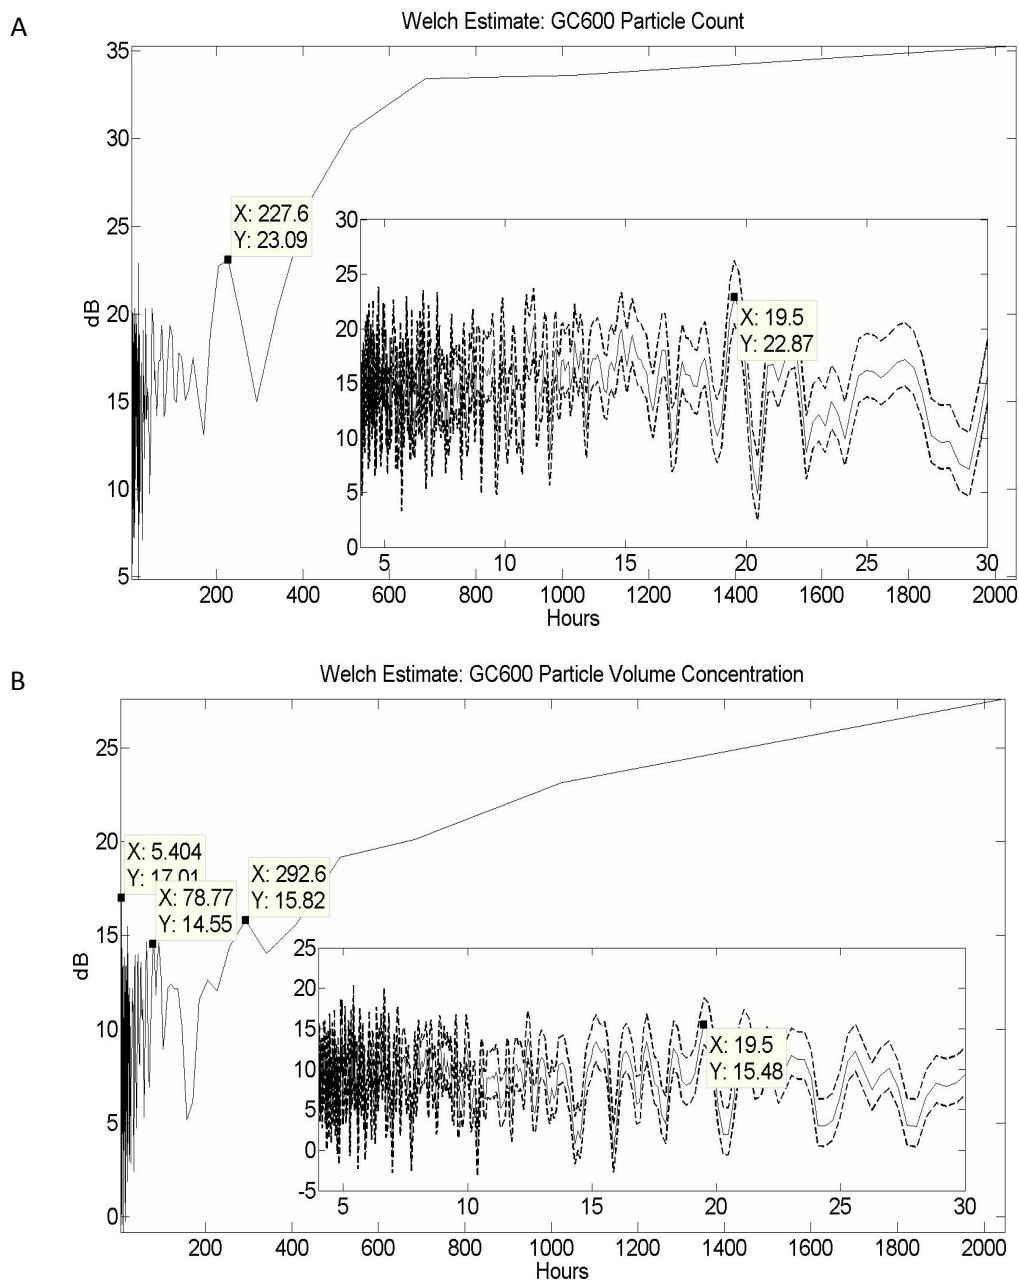 A
Welch Estimate: GC600 Particle Count
35
30
25
20
15
10
5
dB
X: 227.6
Y: 23.09
30
25
20
15
10
5
0
X: 19.5
Y: 22.87
5 10 15 20 25 30
200 400 600 800 1000 1200 1400 1600 1800 2000
Hours
B
Welch Estimate: GC600 Particle Volume Concentration
25
20
15
10
5
0
dB
X: 5.404
Y: 17.01
X: 78.77
Y: 14.55
X: 292.6
Y: 15.82
25
20
15
10
5
0
-5
X: 19.5
Y: 15.48
5 10 15 20 25 30
200 400 600 800 1000 1200 1400 1600 1800 2000
Hours